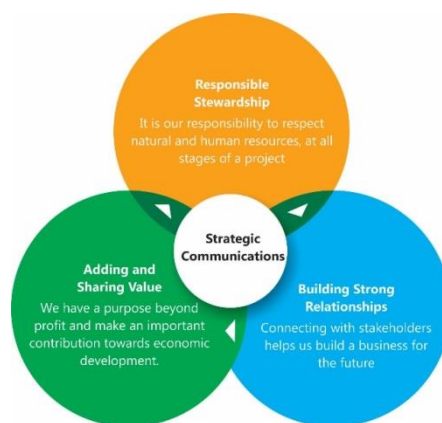 Responsible
Stewardship
It is our responsibility to respect
natural and human resources, at all
stages of a project
Strategic
Communications
Adding and
Sharing Value
We have a purpose beyond
profit and make an important
contribution towards economic
development.
Building Strong
Relationships
Connecting with stakeholders
helps us build a business for
the future